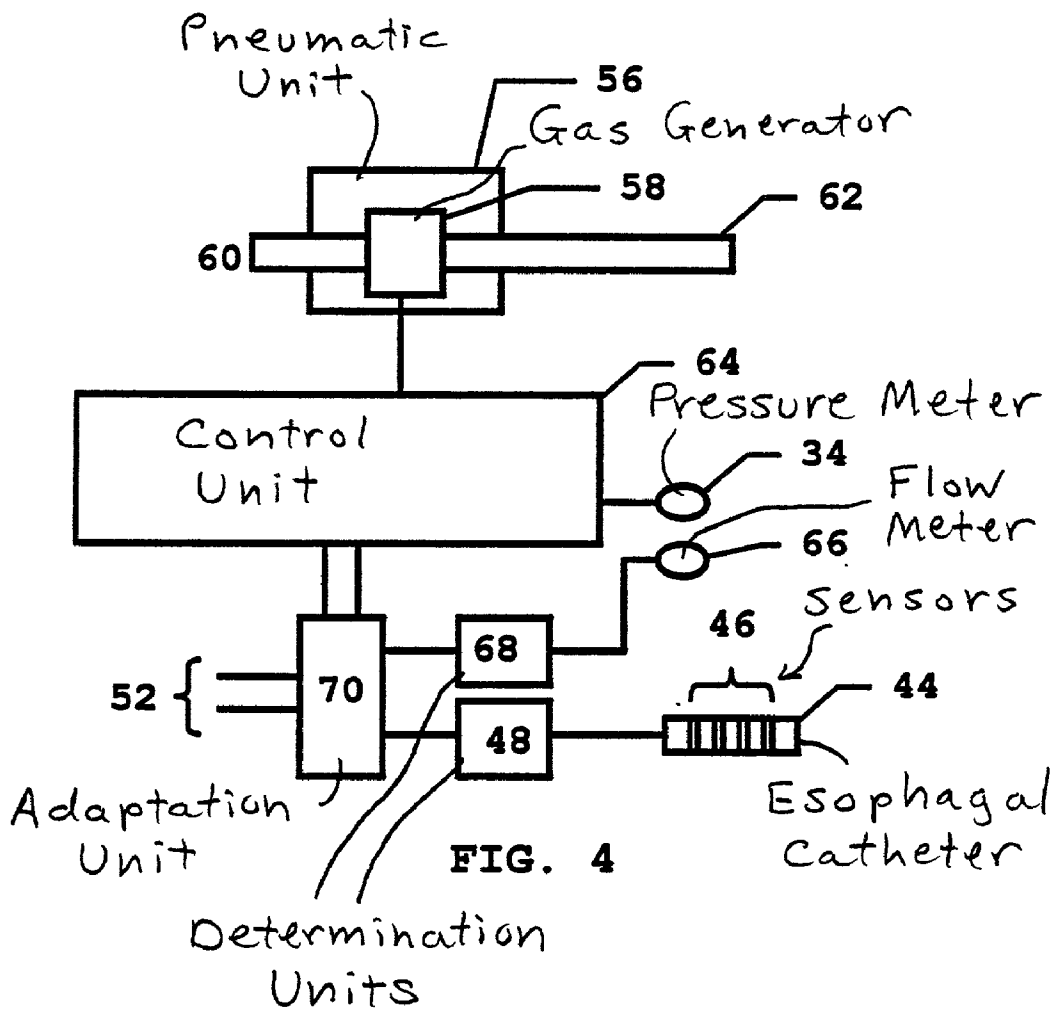 Pneumatic
Unit
56
Gas Generator
58
62
60
64
Control
Unit
Pressure Meter
34
Flow
Meter
66
sensors
46
68
52
70
44
48
Adaptation
Unit
Esophagal
Catheter
FIG. 4
Determination
Units